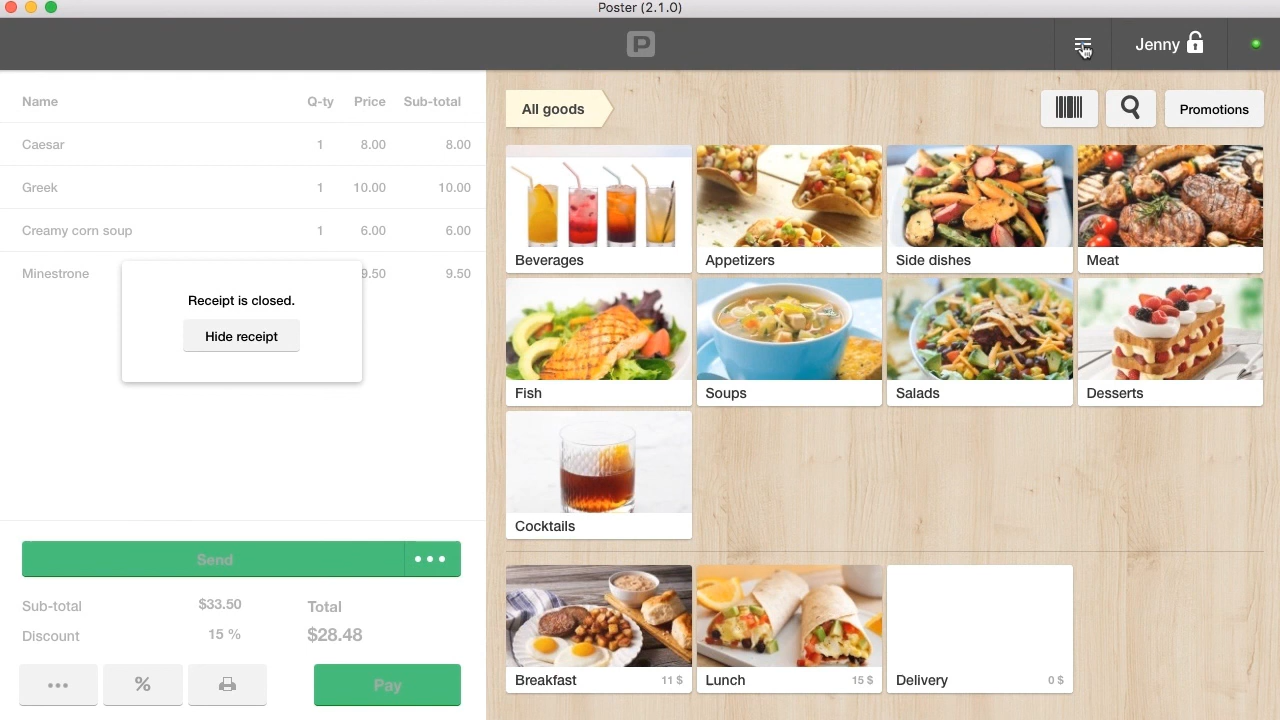 Poster (2.1.0)
P
Jenny
Name Q-ty Price Sub-total
Caesar 1 8.00 8.00
Greek 1 10.00 10.00
Creamy corn soup 1 6.00 6.00
Minestrone 9.50 9.50
Receipt is closed.
Hide receipt
Send
Sub-total $33.50
Discount 15 %
Total
$28.48
%
Pay
All goods
Promotions
Beverages
Appetizers
Side dishes
Meat
Fish
Soups
Salads
Desserts
Cocktails
Breakfast 11 $
Lunch 15 $
Delivery 0 $